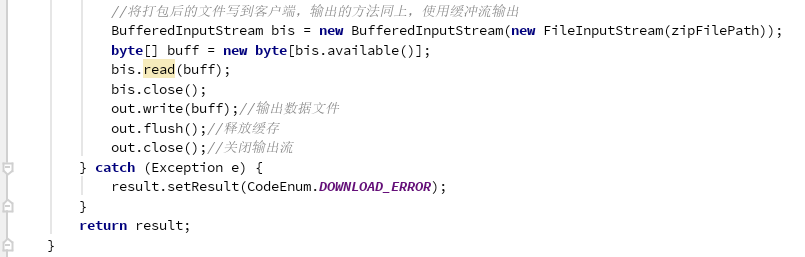 //将打包后的文件写到客户端，输出的方法同上，使用缓冲流输出
BufferedInputStream bis = new BufferedInputStream(new FileInputStream(zipFilePath));
byte[] buff = new byte[bis.available()];
bis.read(buff);
bis.close();
out.write(buff);//输出数据文件
out.flush();//释放缓存
out.close();//关闭输出流
} catch (Exception e) {
result.setResult(CodeEnum.DOWNLOAD_ERROR);
}
return result;
}